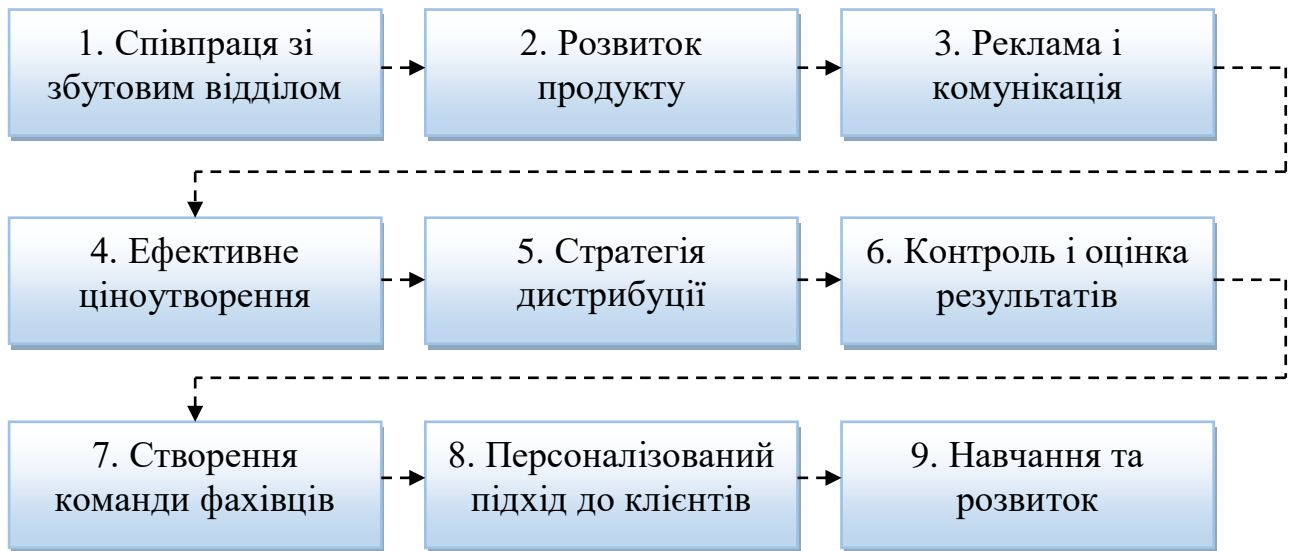 1. Співпраця зі
збутовим відділом
2. Розвиток
продукту
3. Реклама і
комунікація
4. Ефективне
ціноутворення
5. Стратегія
дистрибуції
6. Контроль і оцінка
результатів
7. Створення
команди фахівців
8. Персоналізований
підхід до клієнтів
9. Навчання та
розвиток